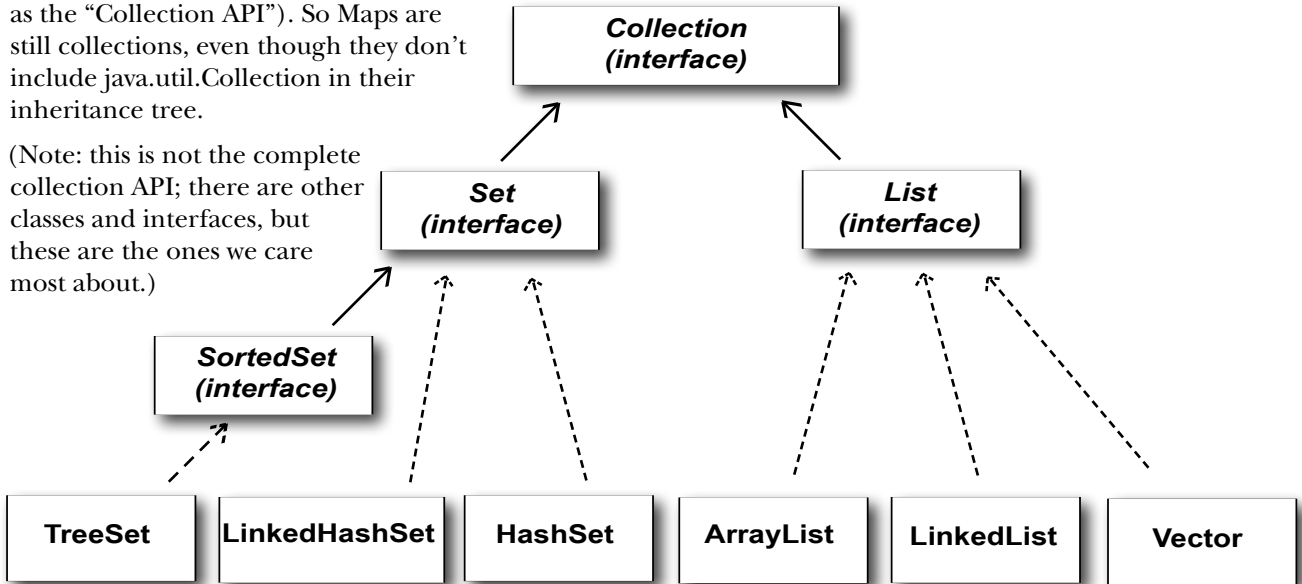 as the “Collection API”). So Maps are
still collections, even though they don’t
include java.util.Collection in their
inheritance tree.
(Note: this is not the complete
collection API; there are other
classes and interfaces, but
these are the ones we care
most about.)
Collection
(interface)
Set
(interface)
List
(interface)
SortedSet
(interface)
TreeSet
LinkedHashSet
HashSet
ArrayList
LinkedList
Vector